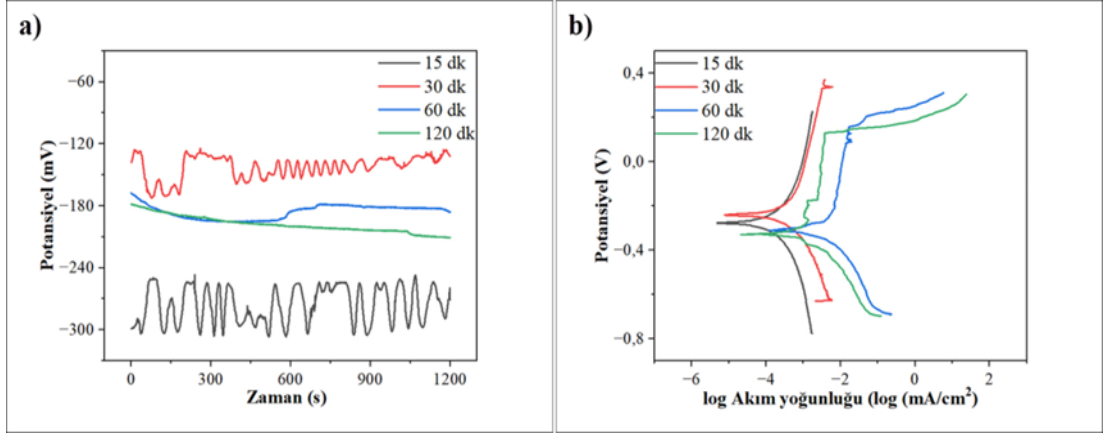 a)
15 dk
30 dk
60 dk
120 dk
Potansiyel (mV)
−60
−120
−180
−240
−300
0
300
600
900
1200
Zaman (s)
b)
15 dk
30 dk
60 dk
120 dk
Potansiyel (V)
0,4
0,0
−0,4
−0,8
−6
−4
−2
0
2
log Akım yoğunluğu (log (mA/cm²)